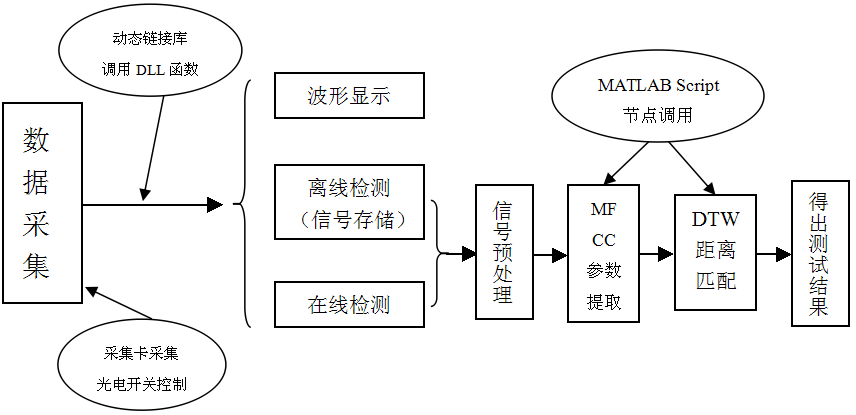 动态链接库
调用 DLL 函数
数
据
采
集
采集卡采集
光电开关控制
波形显示
离线检测
（信号存储）
在线检测
信
号
预
处
理
MATLAB Script
节点调用
MF
CC
参数
提取
DTW
距离
匹配
得
出
测
试
结
果